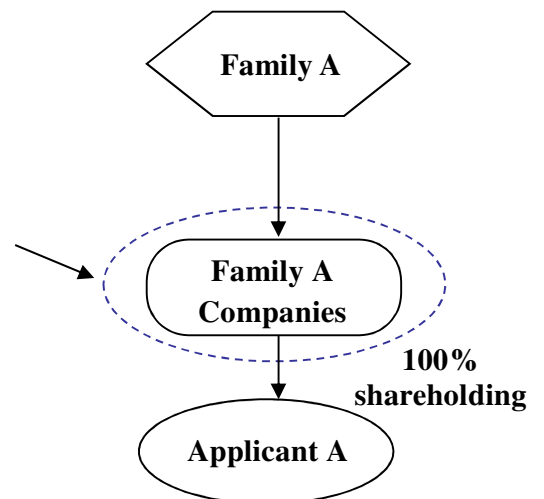 Family A
Family A
Companies
100%
shareholding
Applicant A